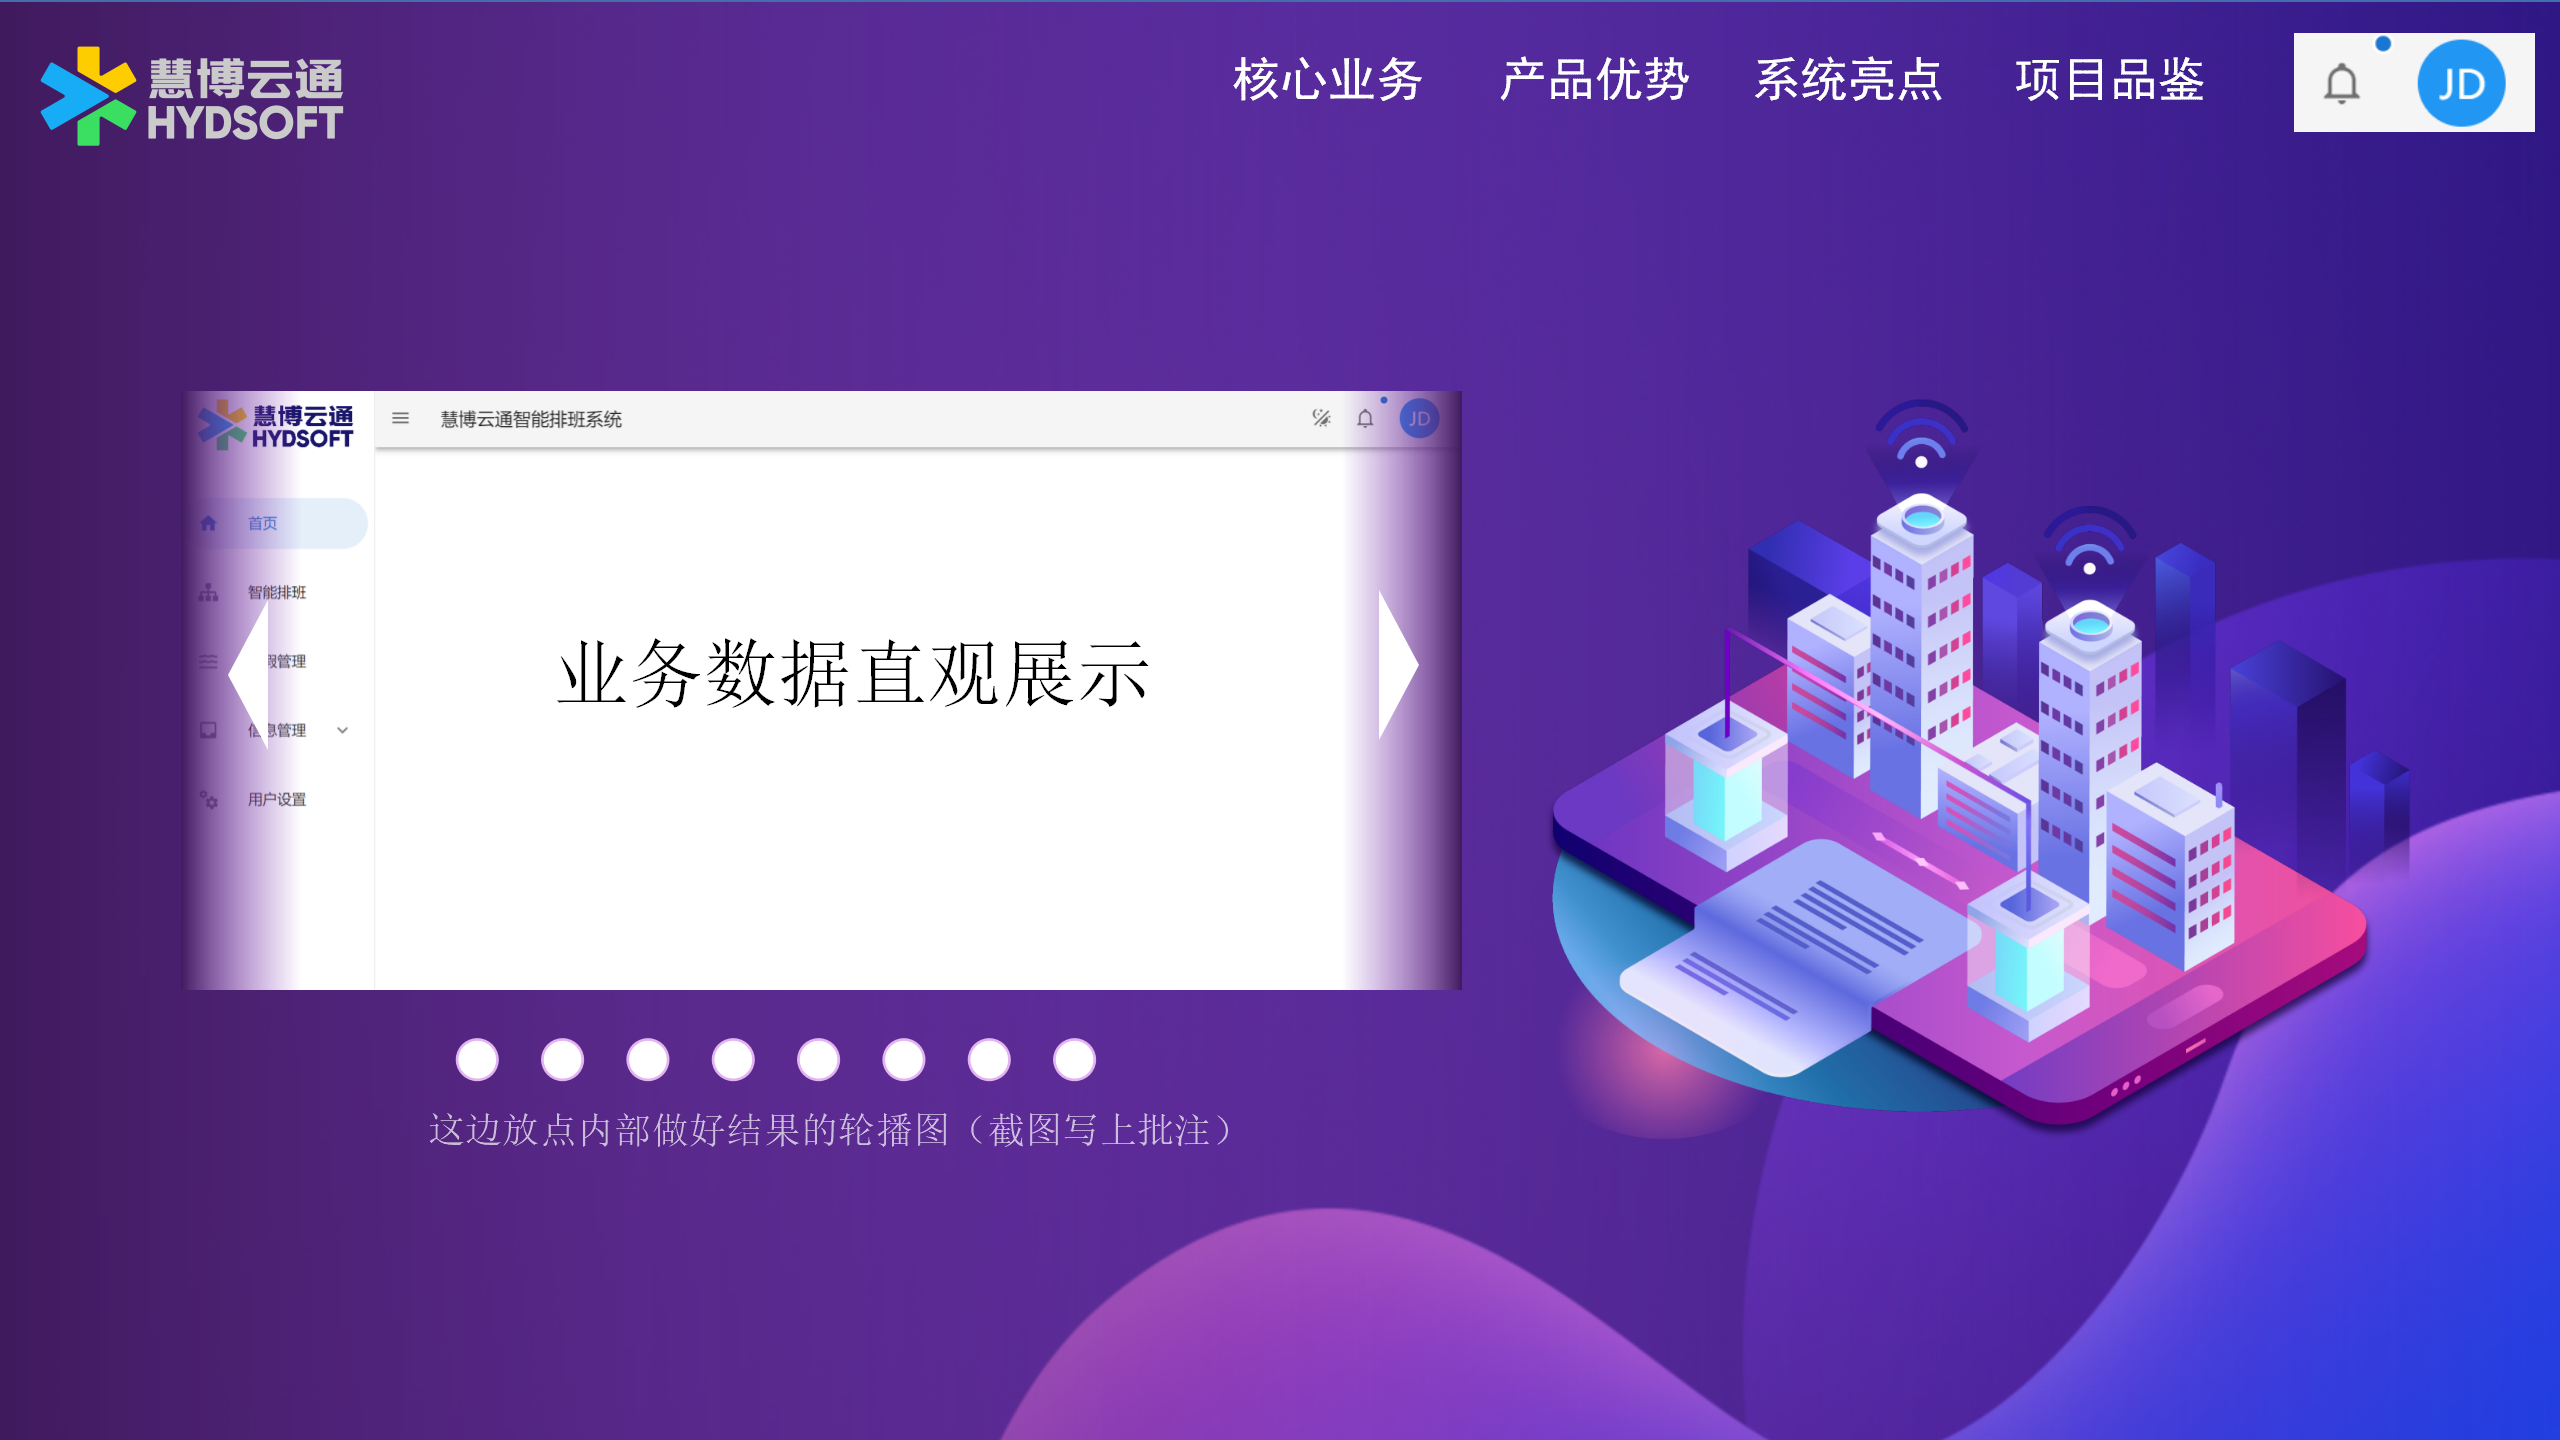 慧博云通
HYDSOFT
核心业务 产品优势 系统亮点 项目品鉴
JD
慧博云通
HYDSOFT
慧博云通智能排班系统
JD
首页
智能排班
假管理
信息管理
用户设置
业务数据直观展示
这边放点内部做好结果的轮播图（截图写上批注）